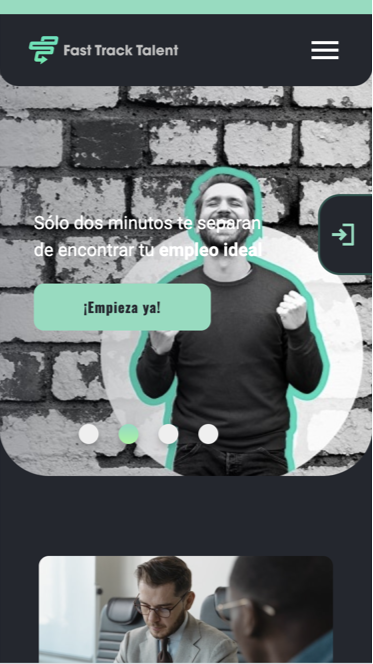 Fast Track Talent
Sólo dos minutos te separan
de encontrar tu empleo ideal
¡Empieza ya!